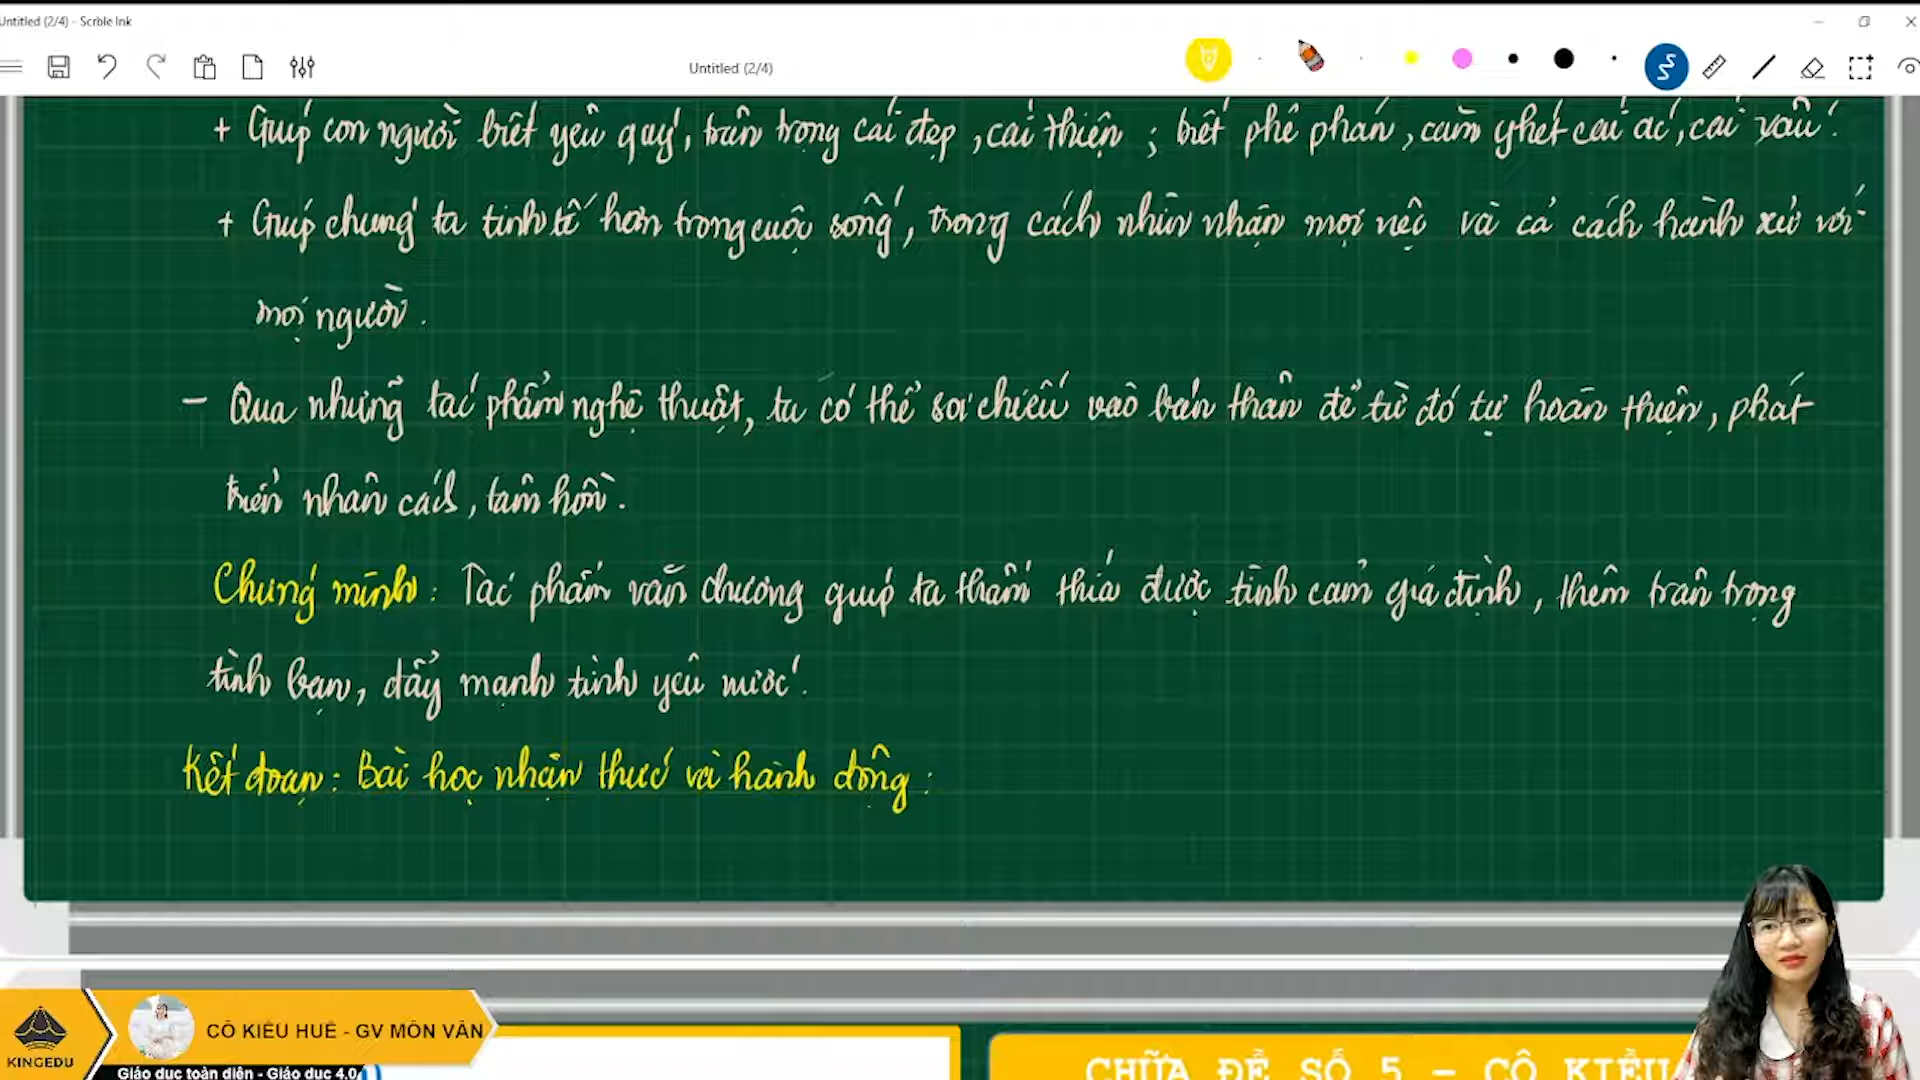 Untitled (2/4) - Scrble Ink
Untitled (2/4)
+ Giúp con người biết yêu quý, trân trọng cái đẹp, cái thiện; biết phê phán, căm ghét cái ác, cái xấu.
+ Giúp chúng ta tinh tế hơn trong cuộc sống, trong cách nhìn nhận mọi việc và cả cách hành xử với
mọi người.
- Qua những tác phẩm nghệ thuật, ta có thể soi chiếu vào bản thân để từ đó tự hoàn thiện, phát
triển nhân cách, tâm hồn.
Chứng minh: Tác phẩm văn chương giúp ta thấm thía được tình cảm gia đình, thêm trân trọng
tình bạn, đẩy mạnh tình yêu nước.
Kết đoạn: Bài học nhận thức và hành động:
KINGEDU
CÔ KIỀU HUẾ - GV MÔN VĂN
Giáo dục toàn diện - Giáo dục 4.0
CHỮA ĐỀ SỐ 5 - CÔ KIỀU